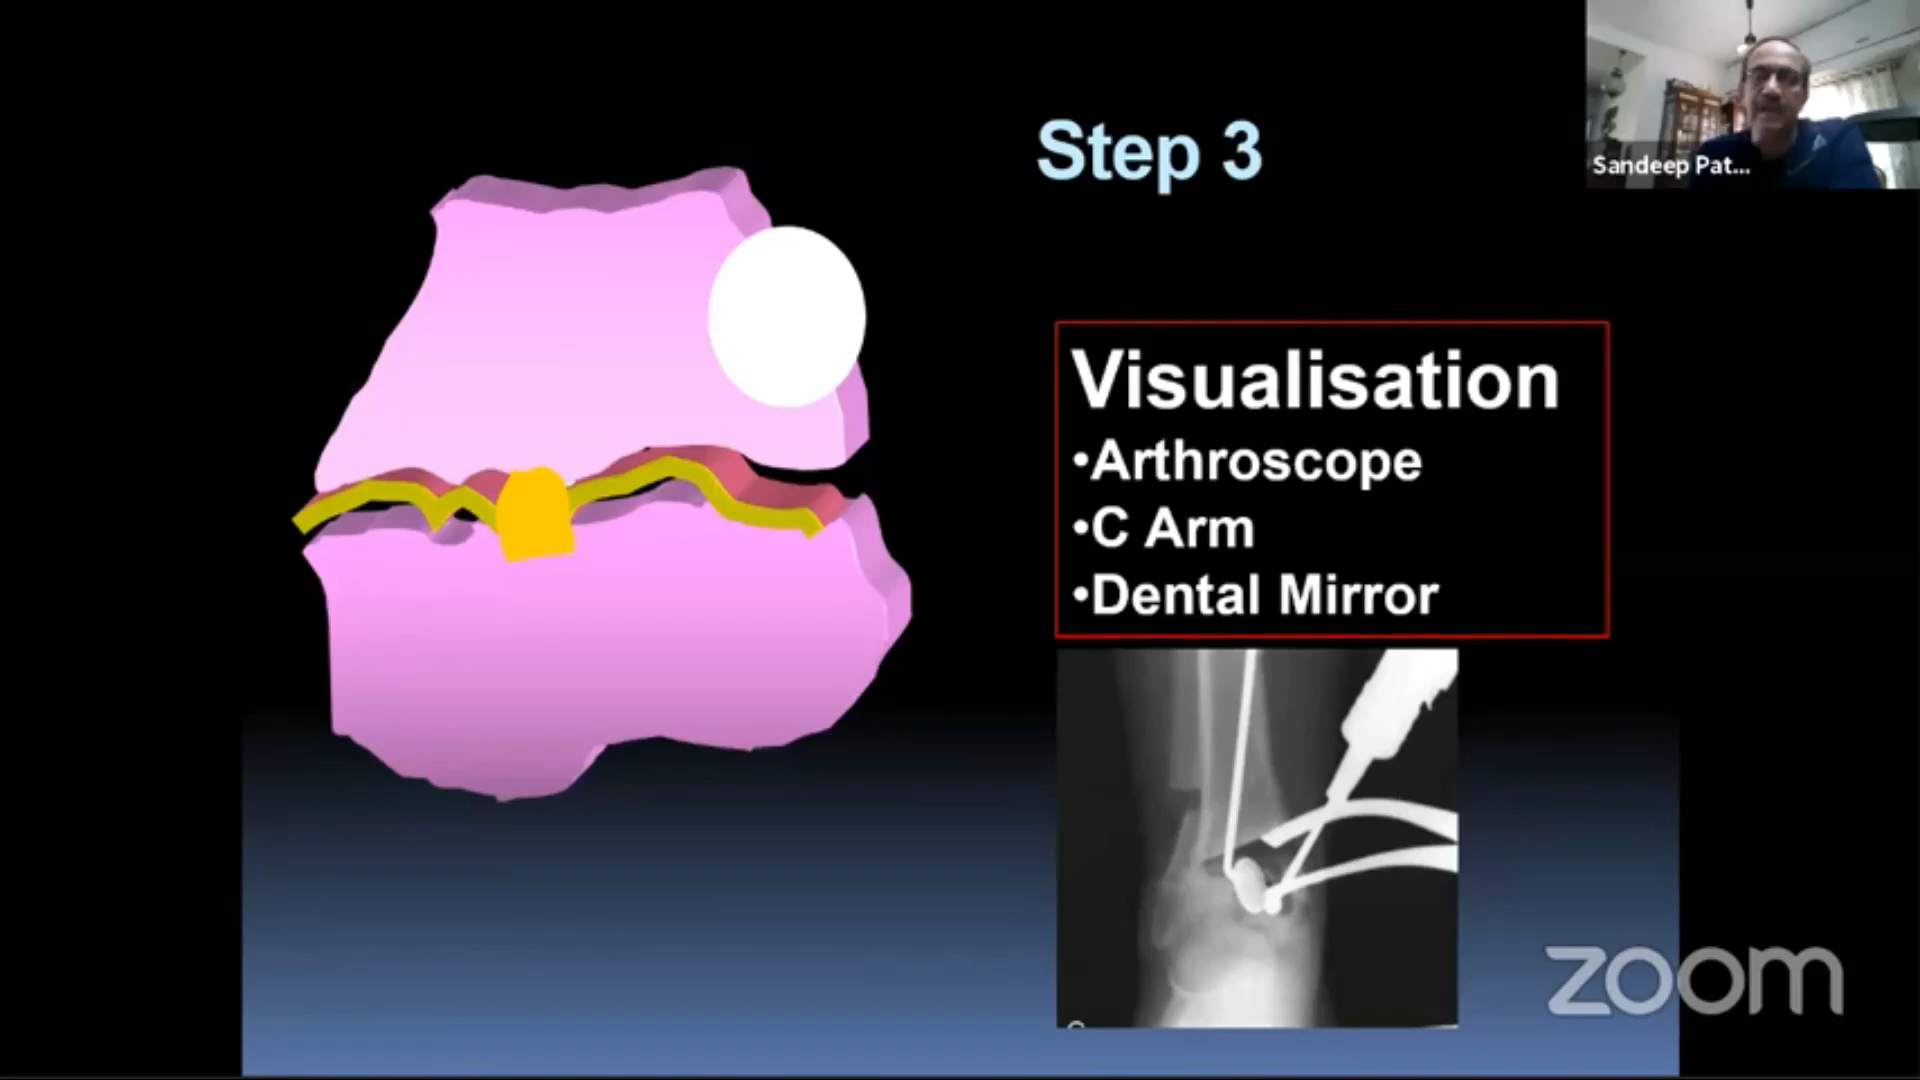 Step 3
Sandeep Pat...
Visualisation
•Arthroscope
•C Arm
•Dental Mirror
zoom